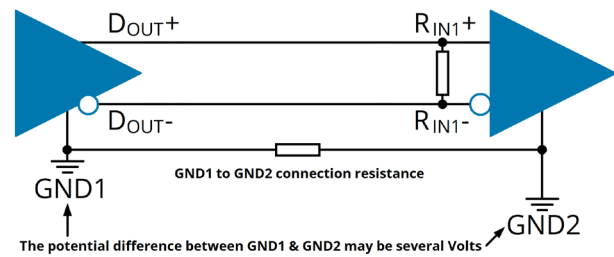 DOUT+ RIN1+
DOUT- RIN1-
GND1 to GND2 connection resistance
GND1
GND2
The potential difference between GND1 & GND2 may be several Volts